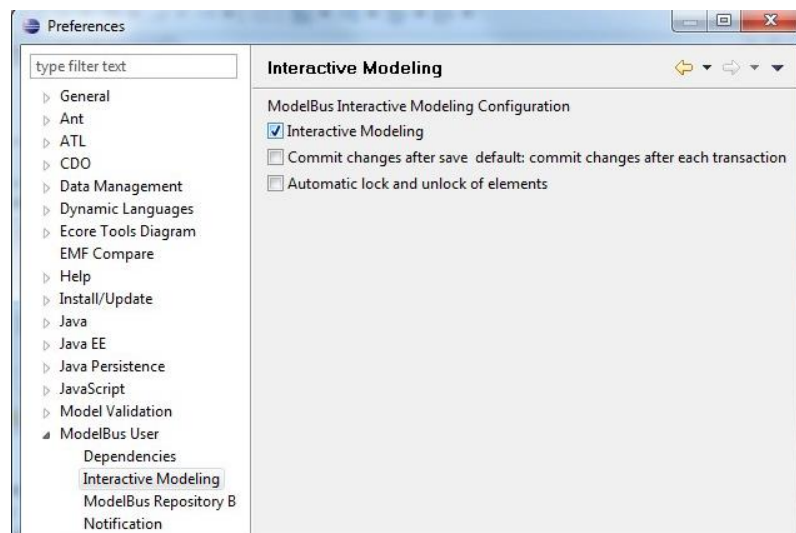 Preferences
type filter text
General
Ant
ATL
CDO
Data Management
Dynamic Languages
Ecore Tools Diagram
EMF Compare
Help
Install/Update
Java
Java EE
Java Persistence
JavaScript
Model Validation
ModelBus User
Dependencies
Interactive Modeling
ModelBus Repository B
Notification
Interactive Modeling
ModelBus Interactive Modeling Configuration
Interactive Modeling
Commit changes after save  default: commit changes after each transaction
Automatic lock and unlock of elements